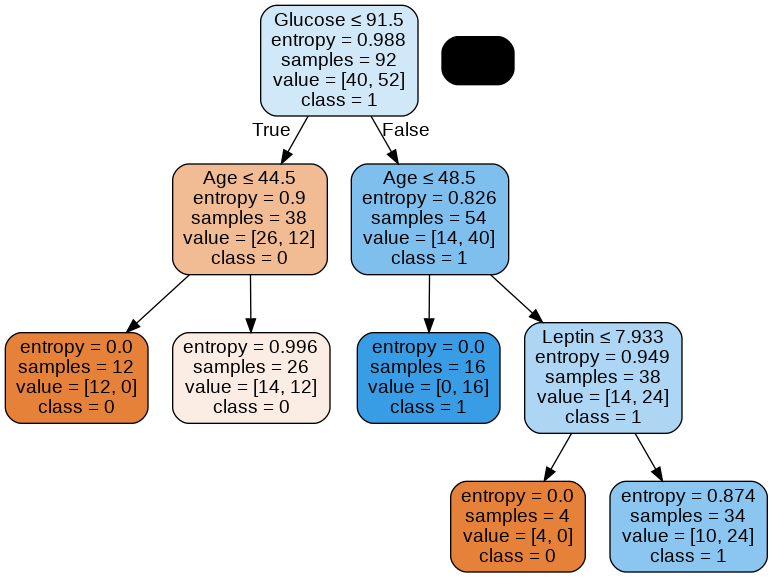 Glucose ≤ 91.5
entropy = 0.988
samples = 92
value = [40, 52]
class = 1
True
False
Age ≤ 44.5
entropy = 0.9
samples = 38
value = [26, 12]
class = 0
Age ≤ 48.5
entropy = 0.826
samples = 54
value = [14, 40]
class = 1
entropy = 0.0
samples = 12
value = [12, 0]
class = 0
entropy = 0.996
samples = 26
value = [14, 12]
class = 0
entropy = 0.0
samples = 16
value = [0, 16]
class = 1
Leptin ≤ 7.933
entropy = 0.949
samples = 38
value = [14, 24]
class = 1
entropy = 0.0
samples = 4
value = [4, 0]
class = 0
entropy = 0.874
samples = 34
value = [10, 24]
class = 1